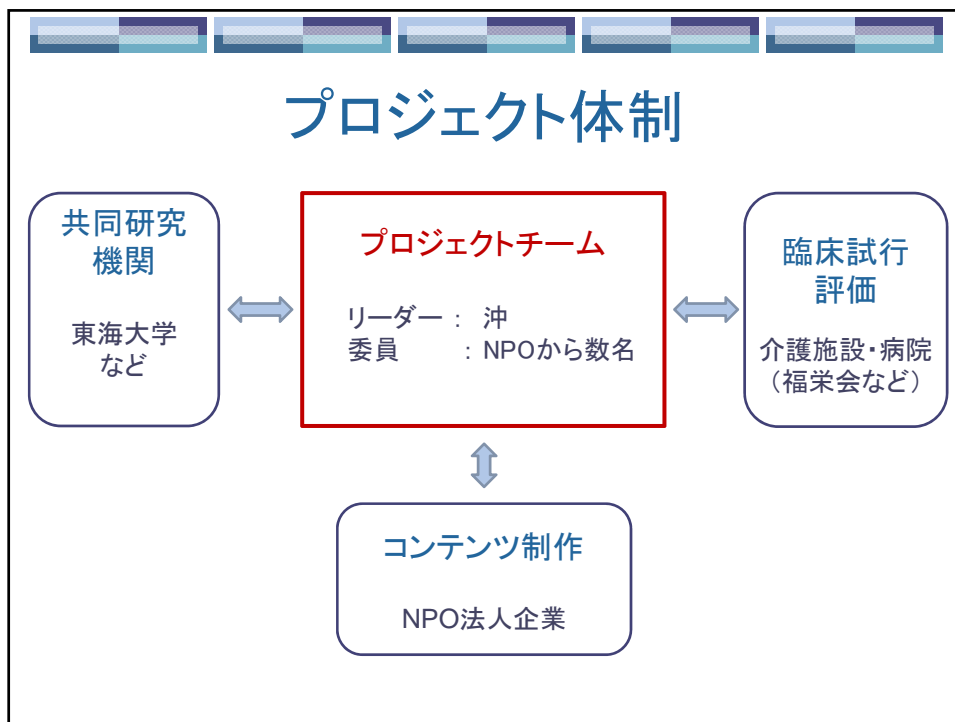 プロジェクト体制
共同研究
機関
東海大学
など
プロジェクトチーム
リーダー : 沖
委員 : NPOから数名
臨床試行
評価
介護施設・病院
（福栄会など）
コンテンツ制作
NPO法人企業